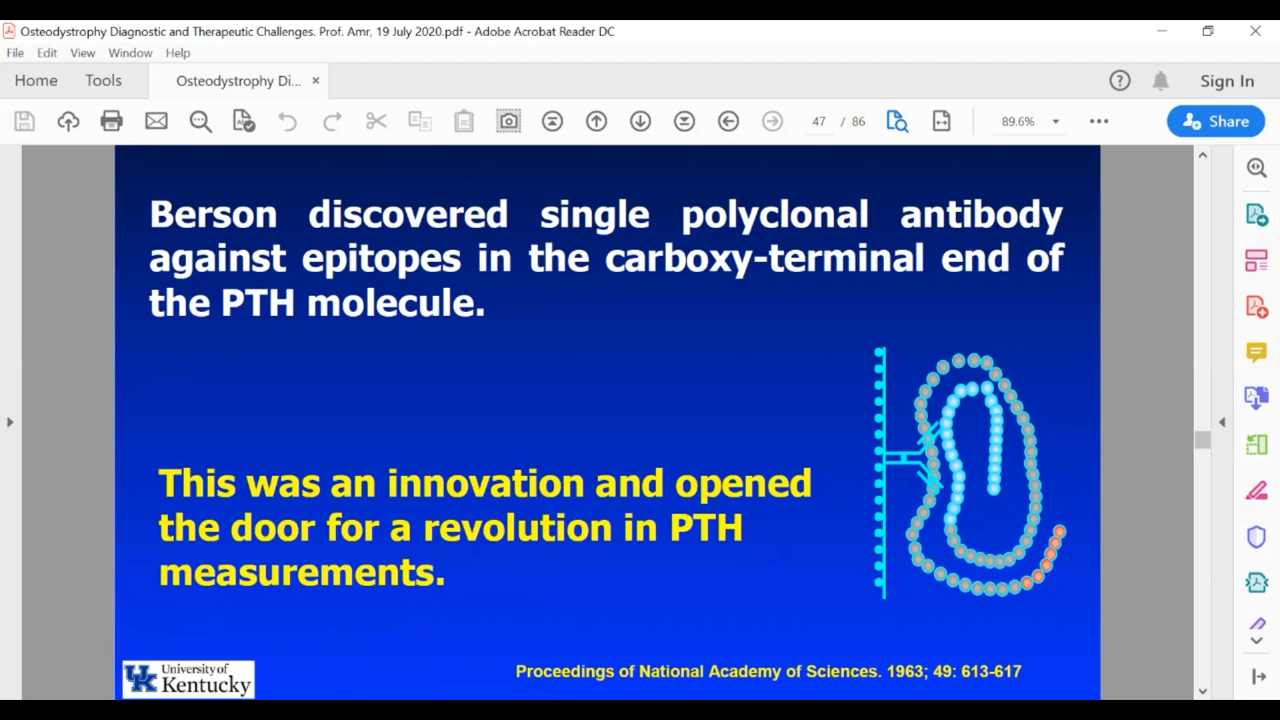 Osteodystrophy Diagnostic and Therapeutic Challenges. Prof. Amr, 19 July 2020.pdf - Adobe Acrobat Reader DC
File Edit View Window Help
Home Tools Osteodystrophy Di... × Sign In
47 / 86 89.6% Share
Berson discovered single polyclonal antibody
against epitopes in the carboxy-terminal end of
the PTH molecule.
This was an innovation and opened
the door for a revolution in PTH
measurements.
UK University of
Kentucky
Proceedings of National Academy of Sciences. 1963; 49: 613-617